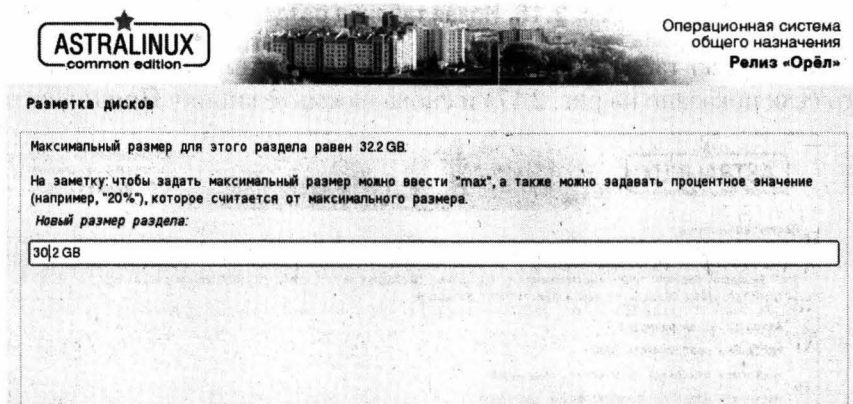 ASTRALINUX
common edition
Операционная система
общего назначения
Релиз «Орёл»
Разметка дисков
Максимальный размер для этого раздела равен 32.2 GB.
На заметку: чтобы задать максимальный размер можно ввести "max", а также можно задавать процентное значение
(например, "20%"), которое считается от максимального размера.
Новый размер раздела:
30.2 GB